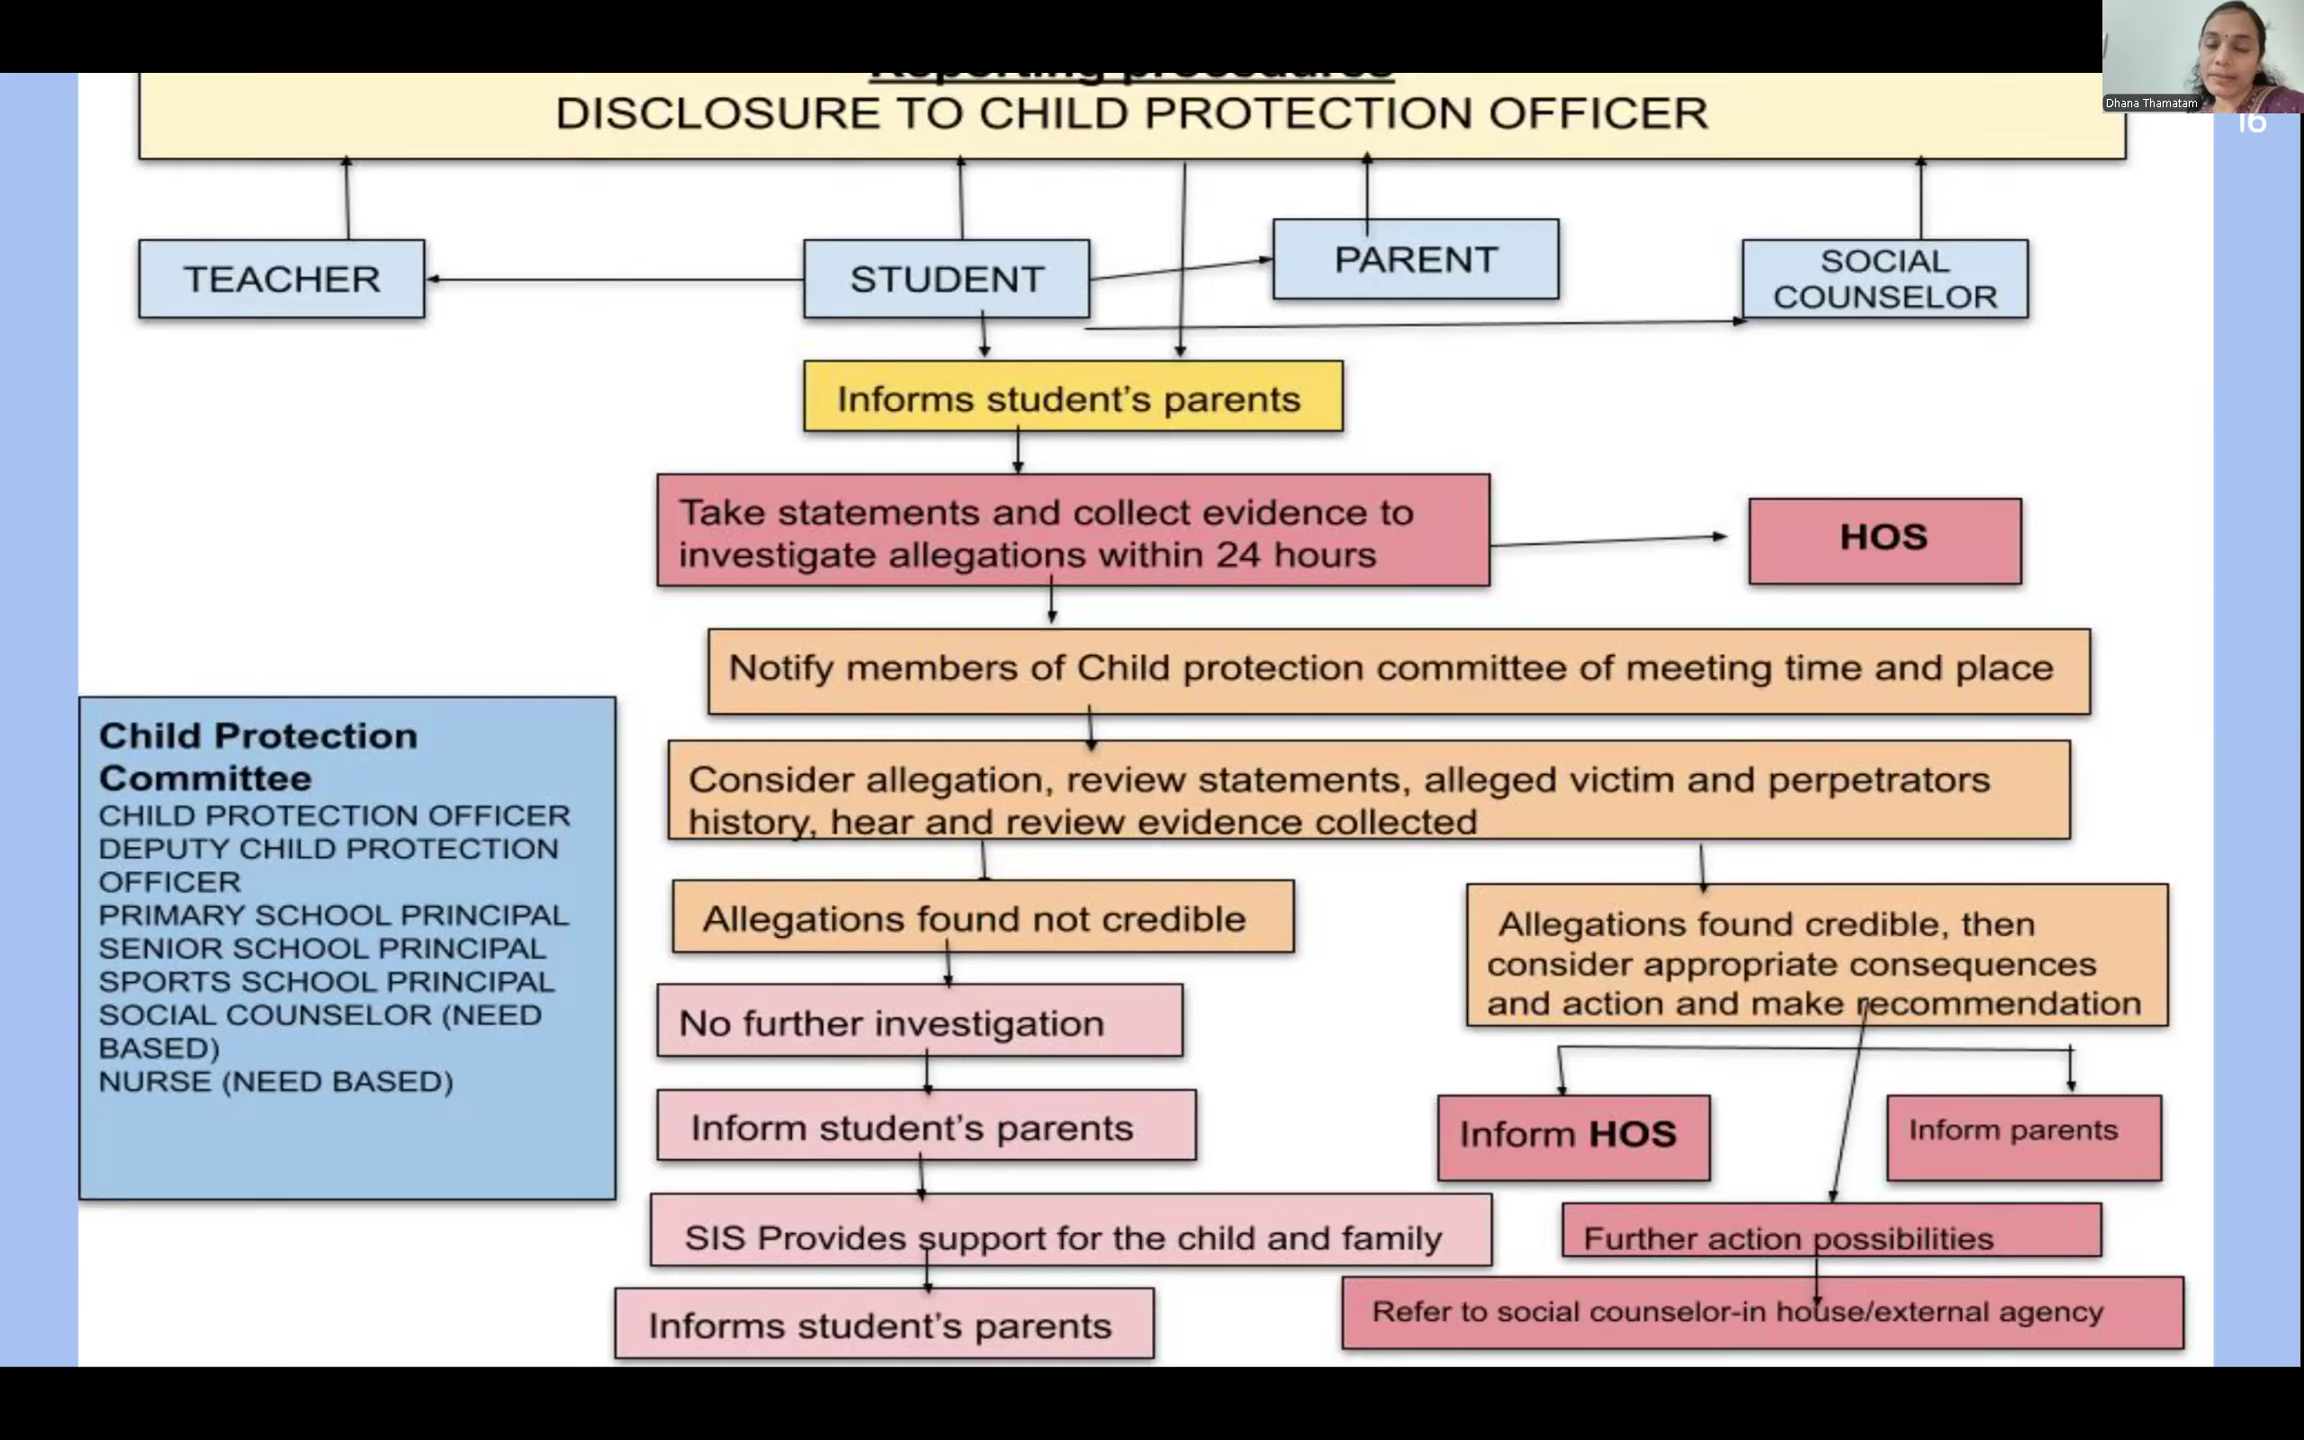 Reporting procedures
DISCLOSURE TO CHILD PROTECTION OFFICER
Dhana Thamatam
16
TEACHER
STUDENT
PARENT
SOCIAL
COUNSELOR
Informs student's parents
Take statements and collect evidence to
investigate allegations within 24 hours
HOS
Notify members of Child protection committee of meeting time and place
Child Protection
Committee
CHILD PROTECTION OFFICER
DEPUTY CHILD PROTECTION
OFFICER
PRIMARY SCHOOL PRINCIPAL
SENIOR SCHOOL PRINCIPAL
SPORTS SCHOOL PRINCIPAL
SOCIAL COUNSELOR (NEED
BASED)
NURSE (NEED BASED)
Consider allegation, review statements, alleged victim and perpetrators
history, hear and review evidence collected
Allegations found not credible
Allegations found credible, then
consider appropriate consequences
and action and make recommendation
No further investigation
Inform student's parents
Inform HOS
Inform parents
SIS Provides support for the child and family
Further action possibilities
Informs student's parents
Refer to social counselor-in house/external agency